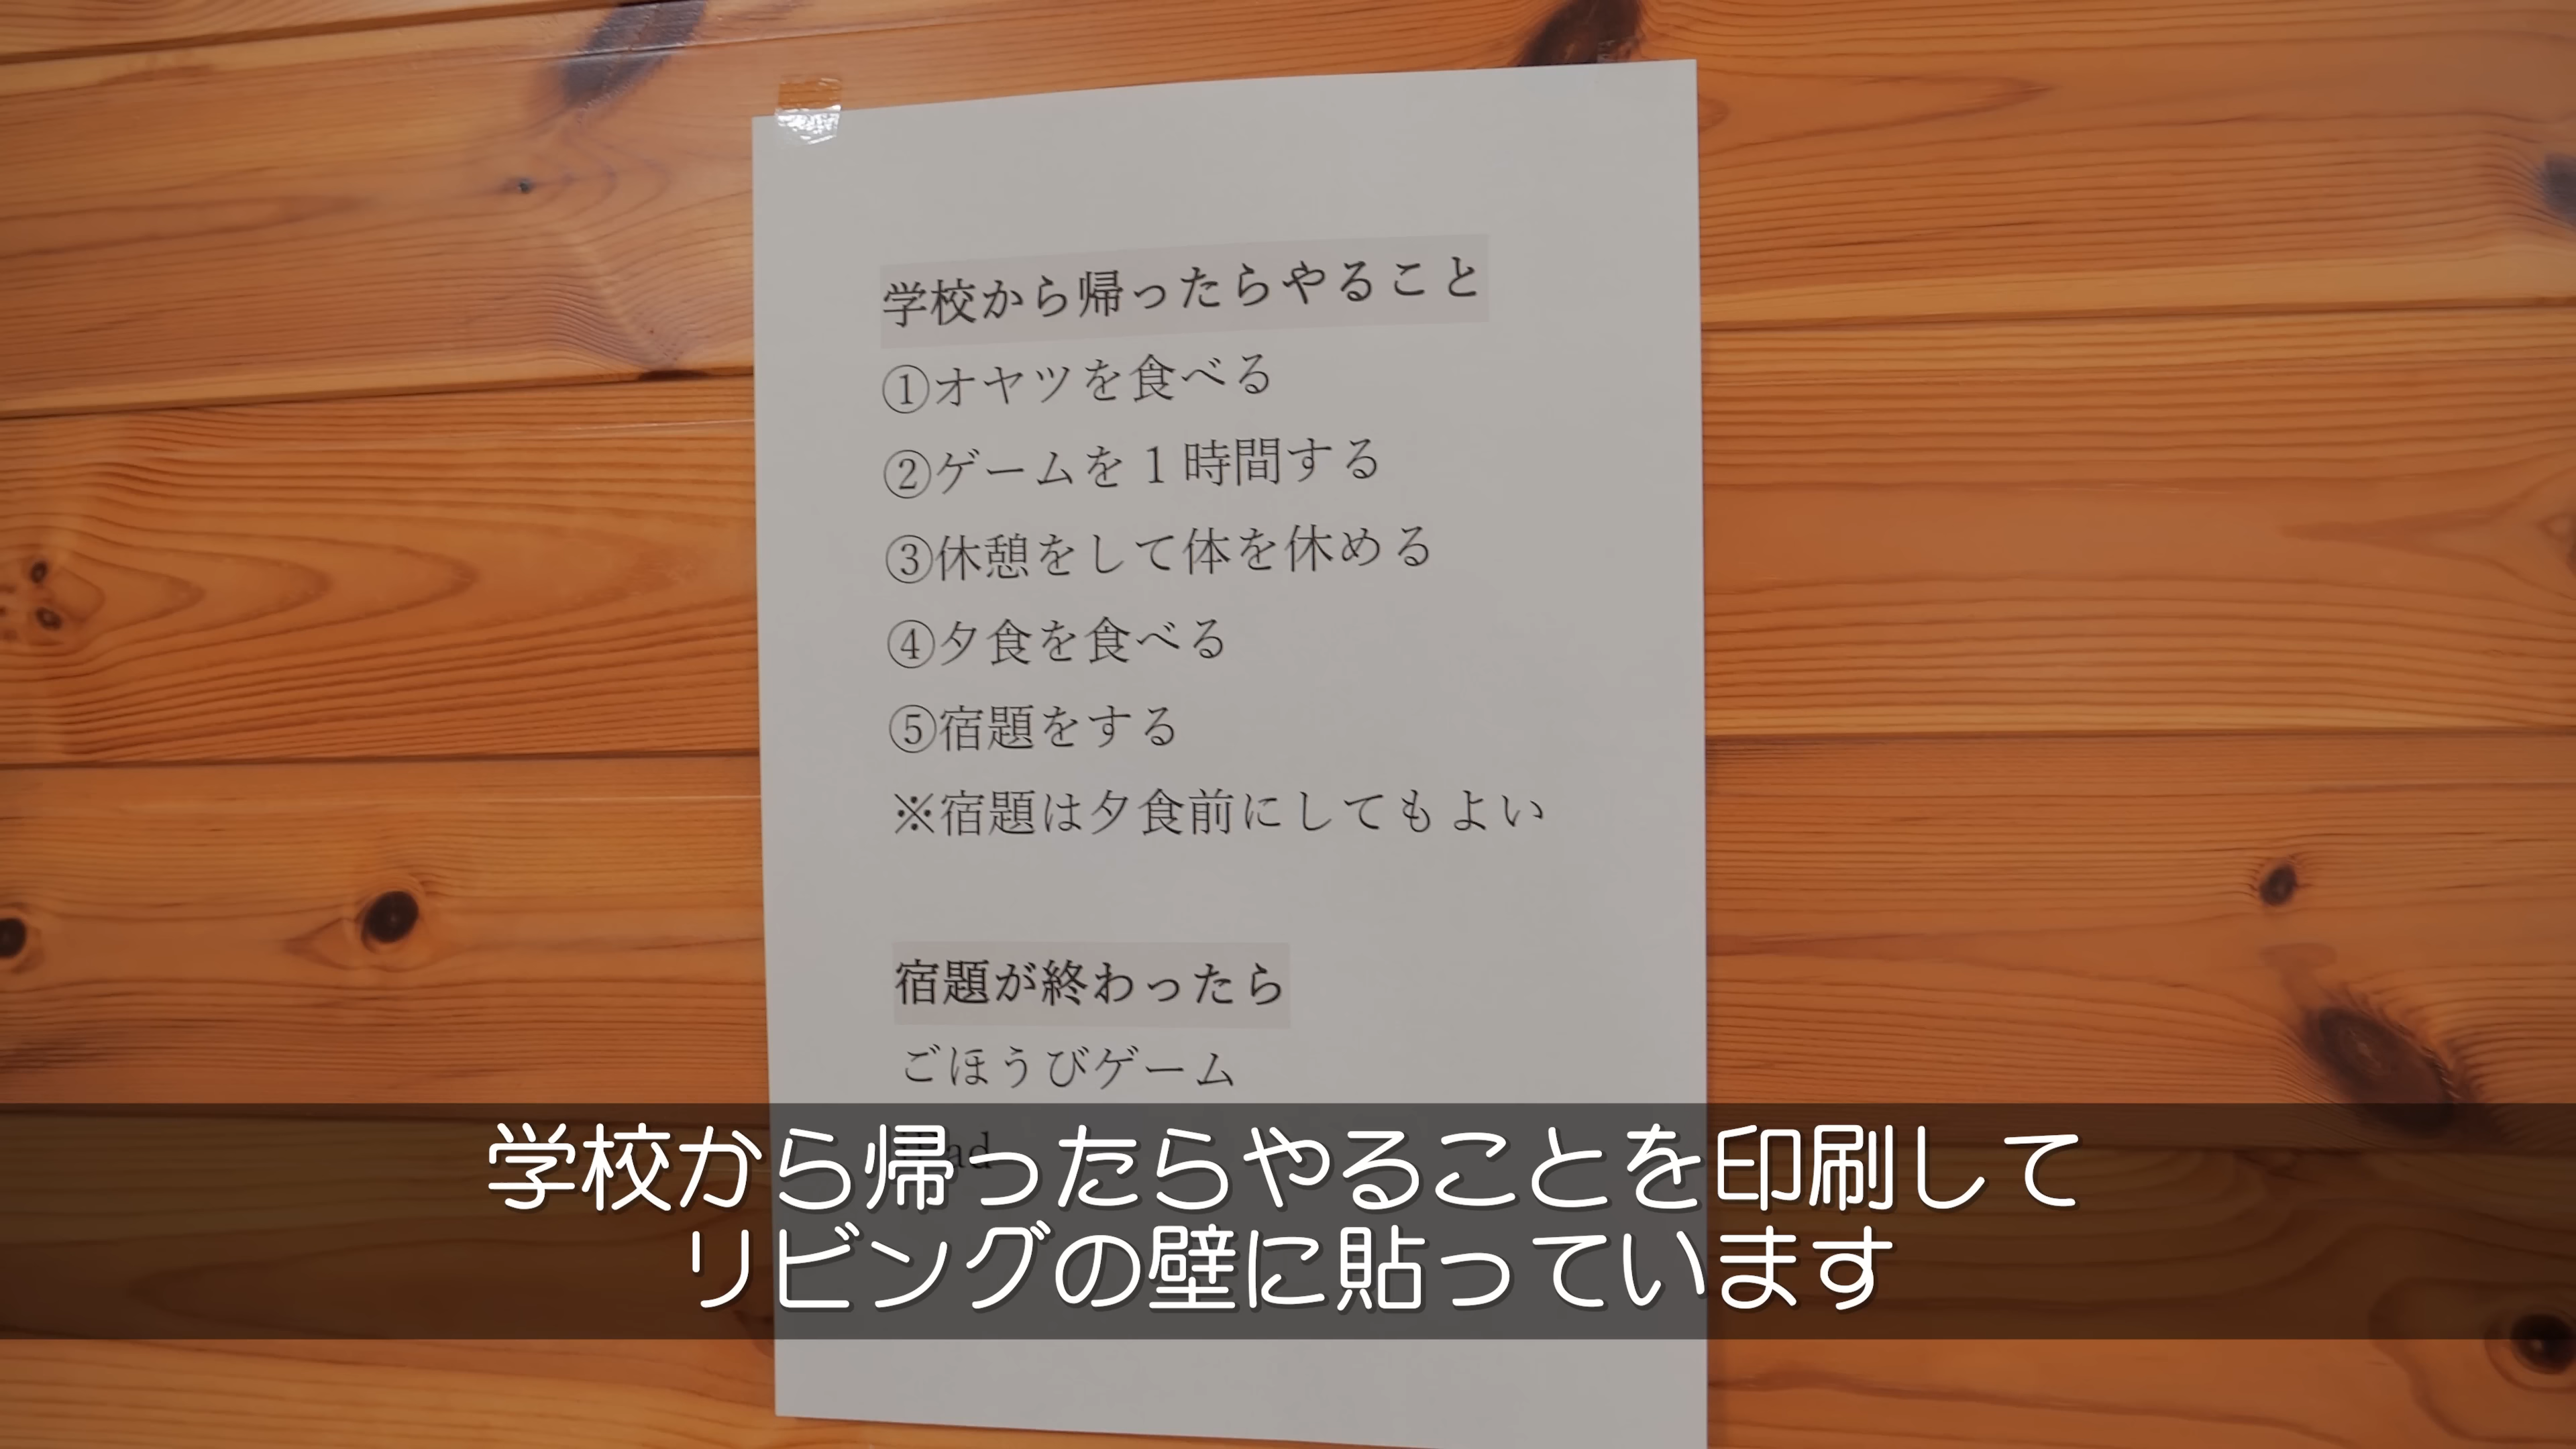 学校から帰ったらやること
①オヤツを食べる
②ゲームを1時間する
③休憩をして体を休める
④夕食を食べる
⑤宿題をする
※宿題は夕食前にしてもよい
宿題が終わったら
ごほうびゲーム
学校から帰ったらやることを印刷して
リビングの壁に貼っています